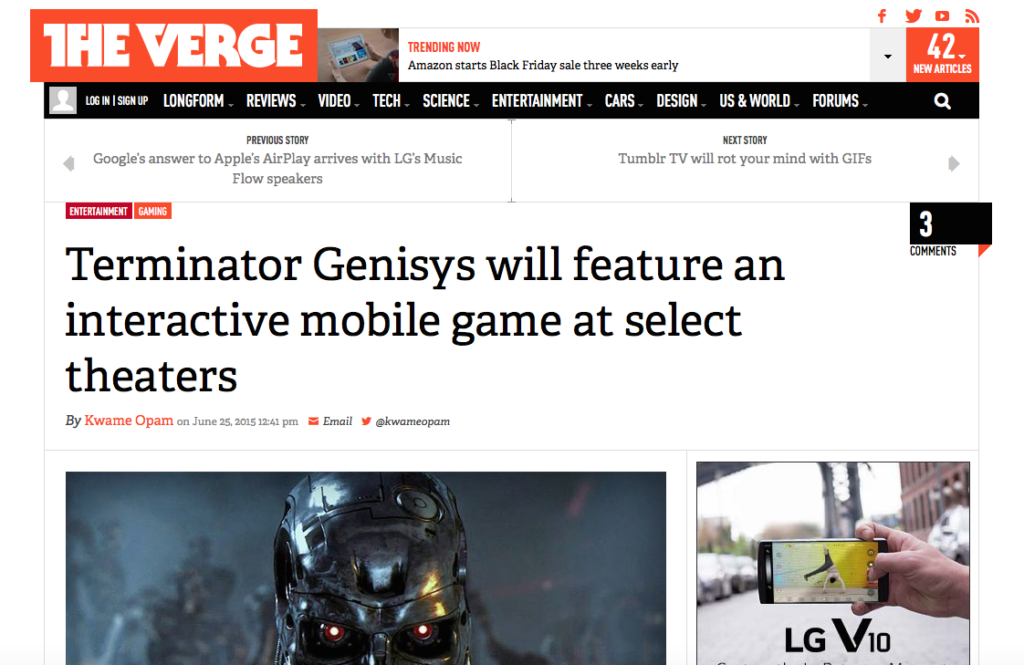 THE VERGE
TRENDING NOW
Amazon starts Black Friday sale three weeks early
42
NEW ARTICLES
LOG IN | SIGN UP LONGFORM REVIEWS VIDEO TECH SCIENCE ENTERTAINMENT CARS DESIGN US & WORLD FORUMS
PREVIOUS STORY
Google's answer to Apple's AirPlay arrives with LG's Music
Flow speakers
NEXT STORY
Tumblr TV will rot your mind with GIFs
ENTERTAINMENT GAMING
3
COMMENTS
Terminator Genisys will feature an
interactive mobile game at select
theaters
By Kwame Opam on June 25, 2015 12:41 pm Email @kwameopam
LG V10